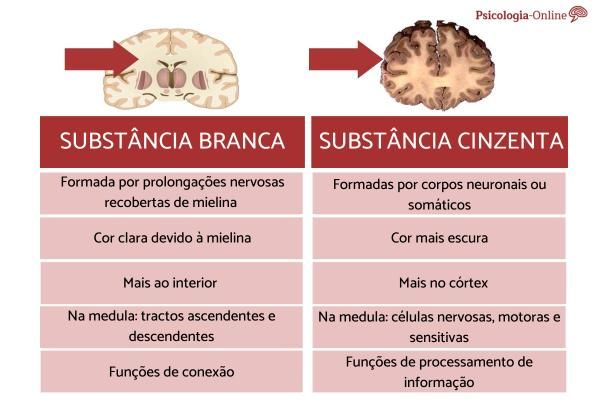 Psicologia-Online
SUBSTÂNCIA BRANCA
SUBSTÂNCIA CINZENTA
Formada por prolongações nervosas
recobertas de mielina
Formadas por corpos neuronais ou
somáticos
Cor clara devido à mielina
Cor mais escura
Mais ao interior
Mais no córtex
Na medula: tractos ascendentes e
descendentes
Na medula: células nervosas, motoras e
sensitivas
Funções de conexão
Funções de processamento de
informação